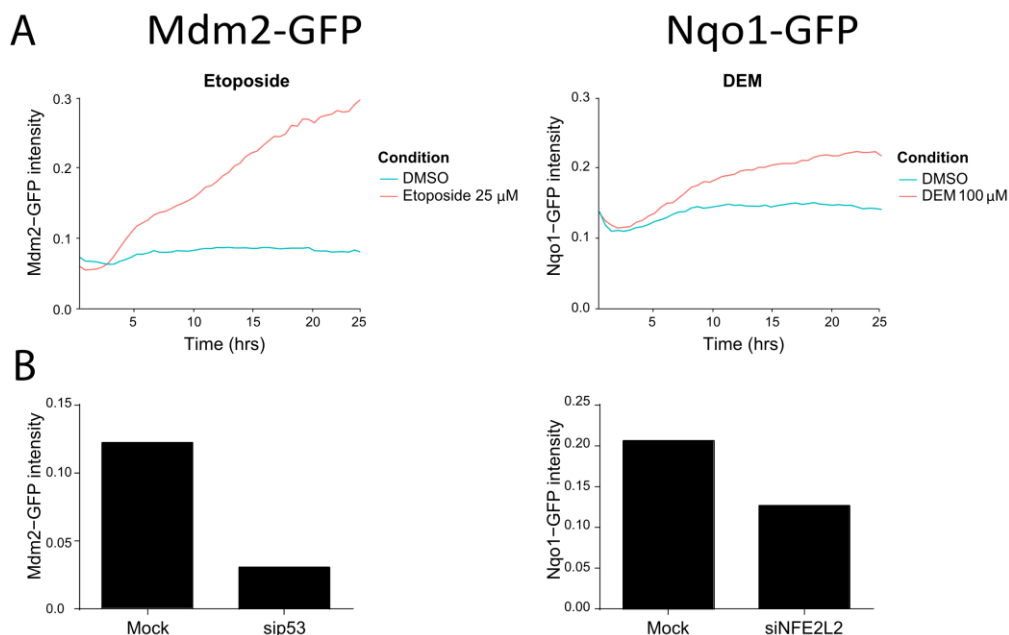 A
Mdm2-GFP
Nqo1-GFP
Etoposide
0.3
0.2
0.1
0.0
Mdm2−GFP intensity
5
10
15
20
25
Time (hrs)
Condition
DMSO
Etoposide 25 µM
DEM
0.3
0.2
0.1
0.0
Nqo1−GFP intensity
5
10
15
20
25
Time (hrs)
Condition
DMSO
DEM 100 µM
B
0.15
0.10
0.05
0.0
Mdm2−GFP intensity
Mock
sip53
0.25
0.20
0.15
0.10
0.05
0.00
Nqo1−GFP intensity
Mock
siNFE2L2